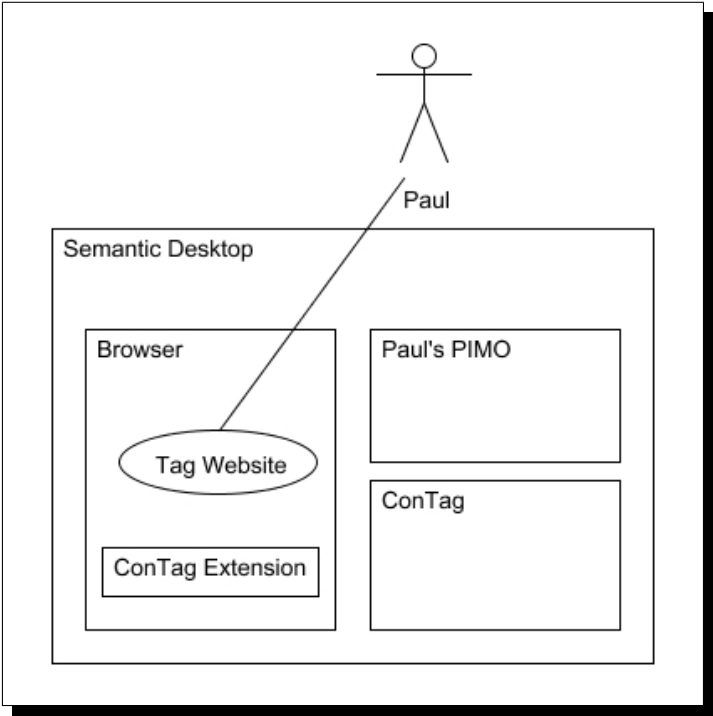 Paul
Semantic Desktop
Browser
Paul's PIMO
Tag Website
ConTag
ConTag Extension